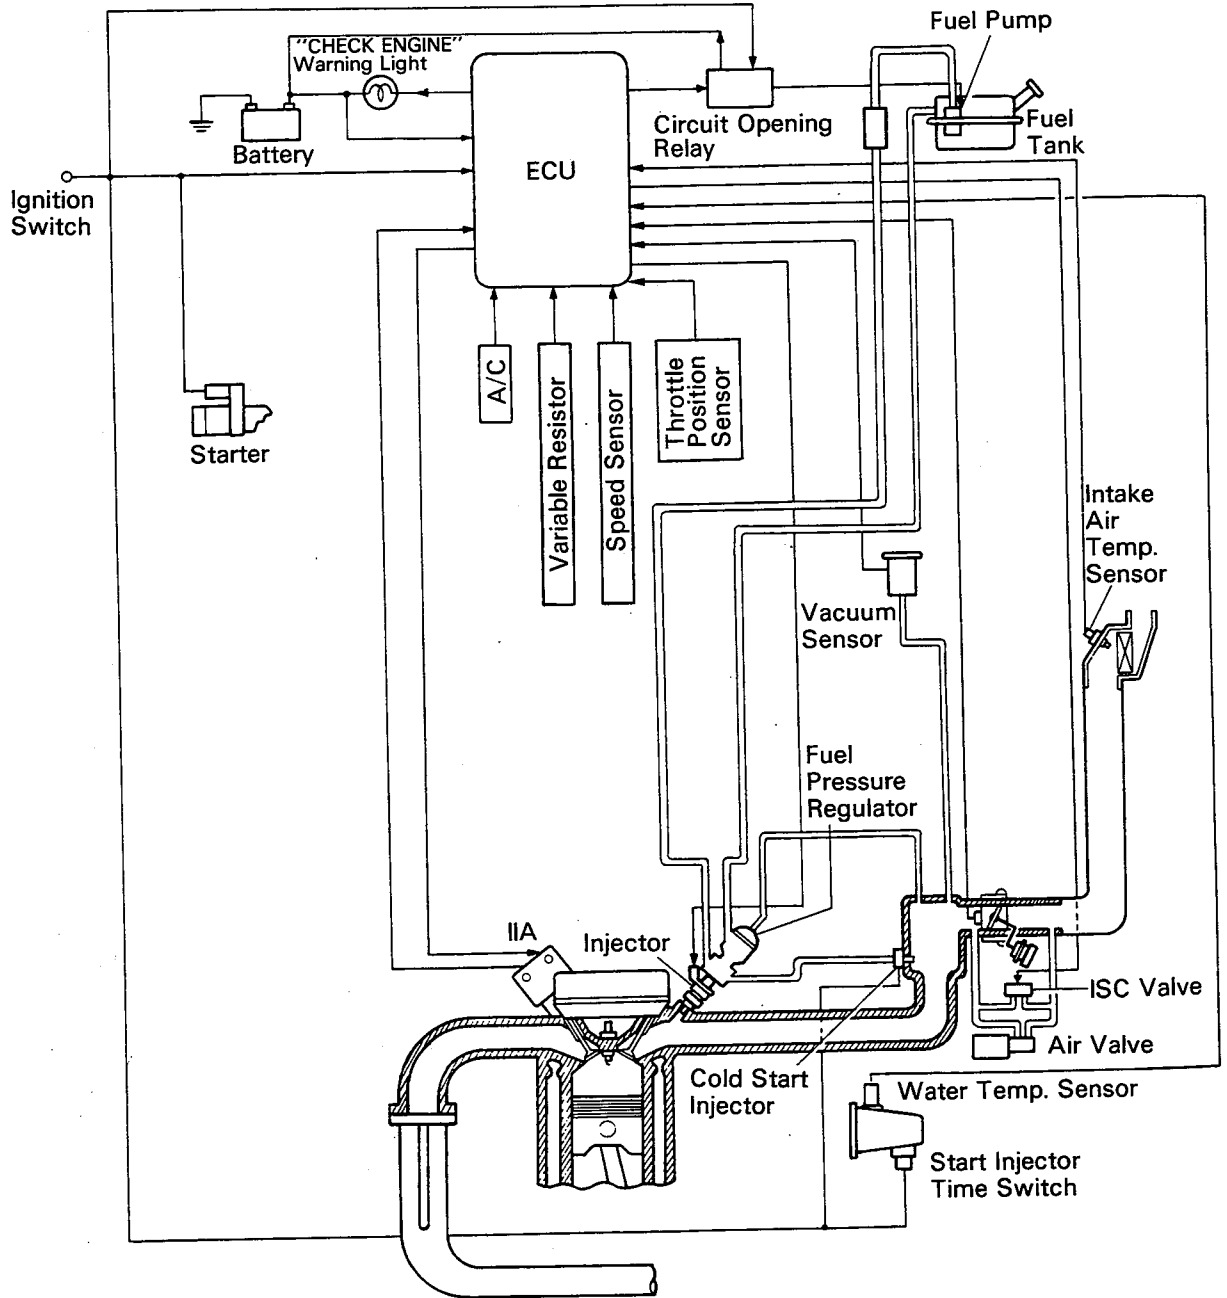 Fuel Pump
"CHECK ENGINE"
Warning Light
Circuit Opening
Relay
Fuel
Tank
Battery
ECU
Ignition
Switch
A/C
Variable Resistor
Speed Sensor
Throttle
Position
Sensor
Starter
Intake
Air
Temp.
Sensor
Vacuum
Sensor
Fuel
Pressure
Regulator
IIA
Injector
ISC Valve
Air Valve
Cold Start
Injector
Water Temp. Sensor
Start Injector
Time Switch